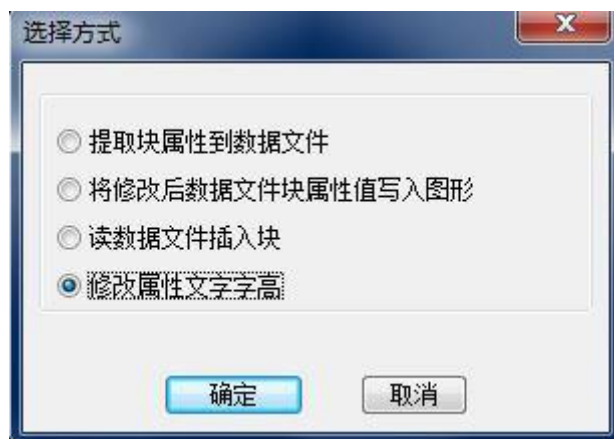 选择方式
提取块属性到数据文件
将修改后数据文件块属性值写入图形
读数据文件插入块
修改属性文字字高
确定
取消